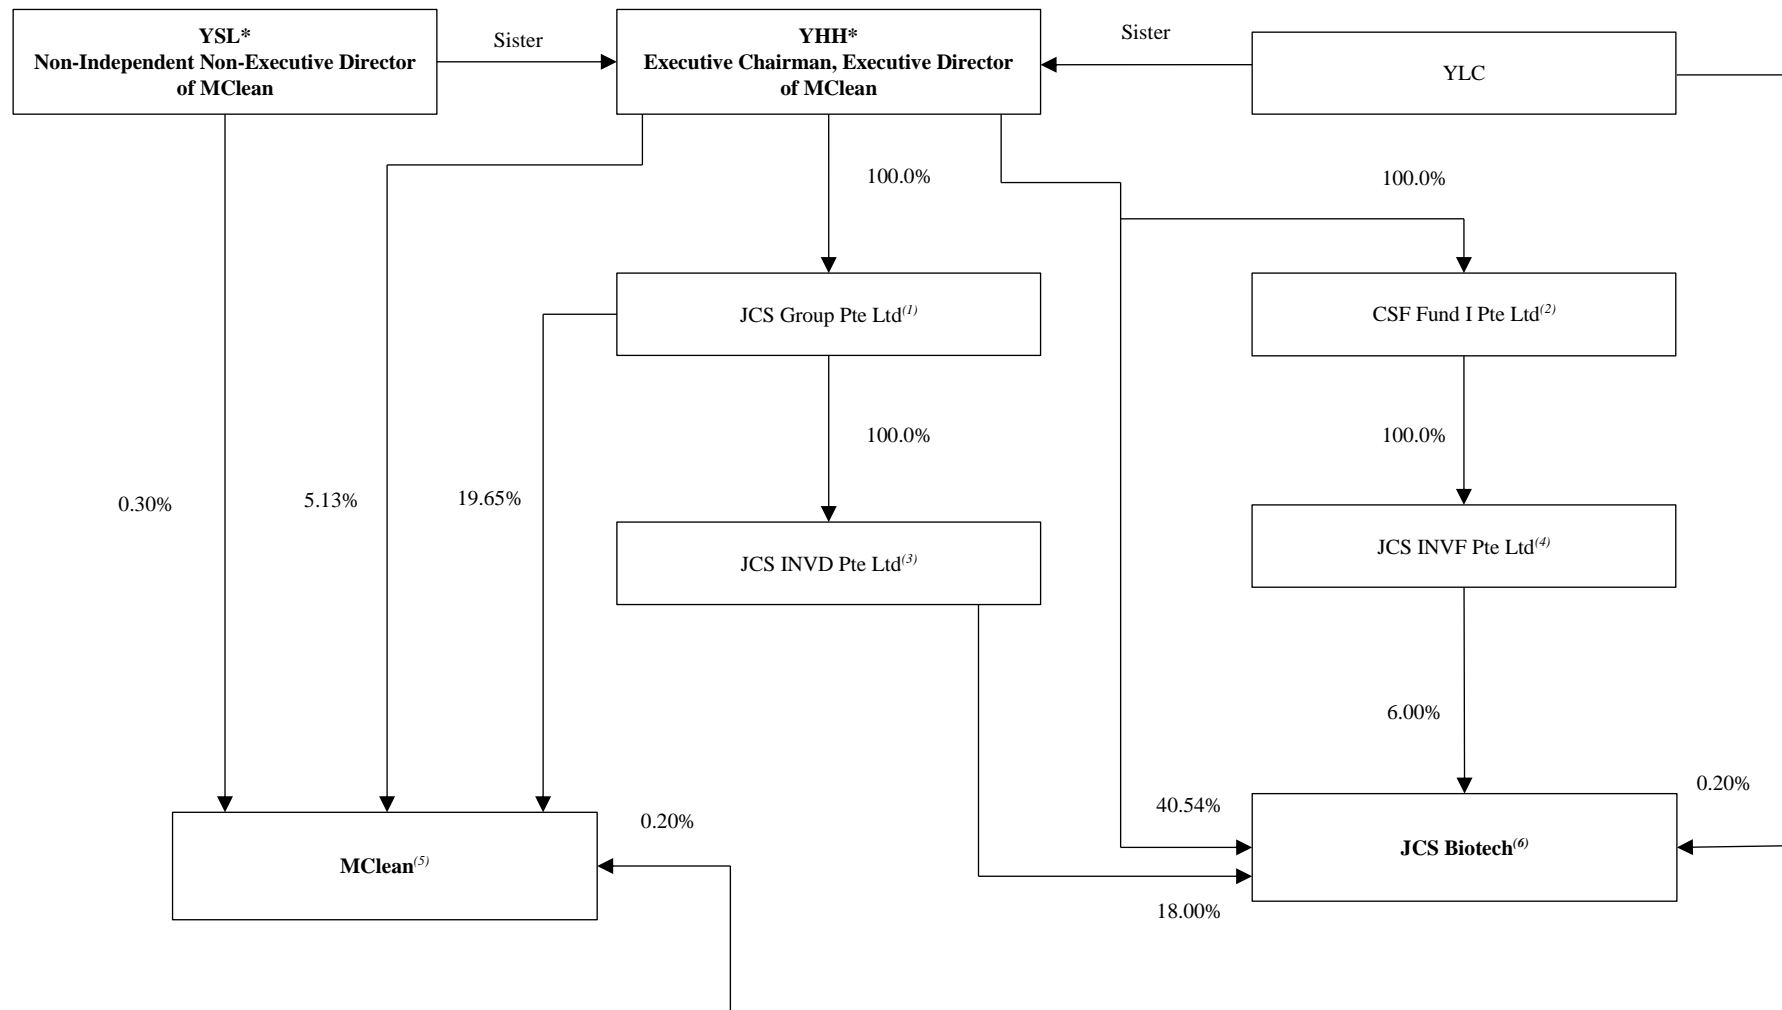 YSL*
Non-Independent Non-Executive Director
of MClean
Sister
YHH*
Executive Chairman, Executive Director
of MClean
Sister
YLC
100.0%
100.0%
JCS Group Pte Ltd(1)
CSF Fund I Pte Ltd(2)
100.0%
100.0%
0.30%
5.13%
19.65%
JCS INVD Pte Ltd(3)
JCS INVF Pte Ltd(4)
6.00%
0.20%
40.54%
0.20%
MClean(5)
JCS Biotech(6)
18.00%